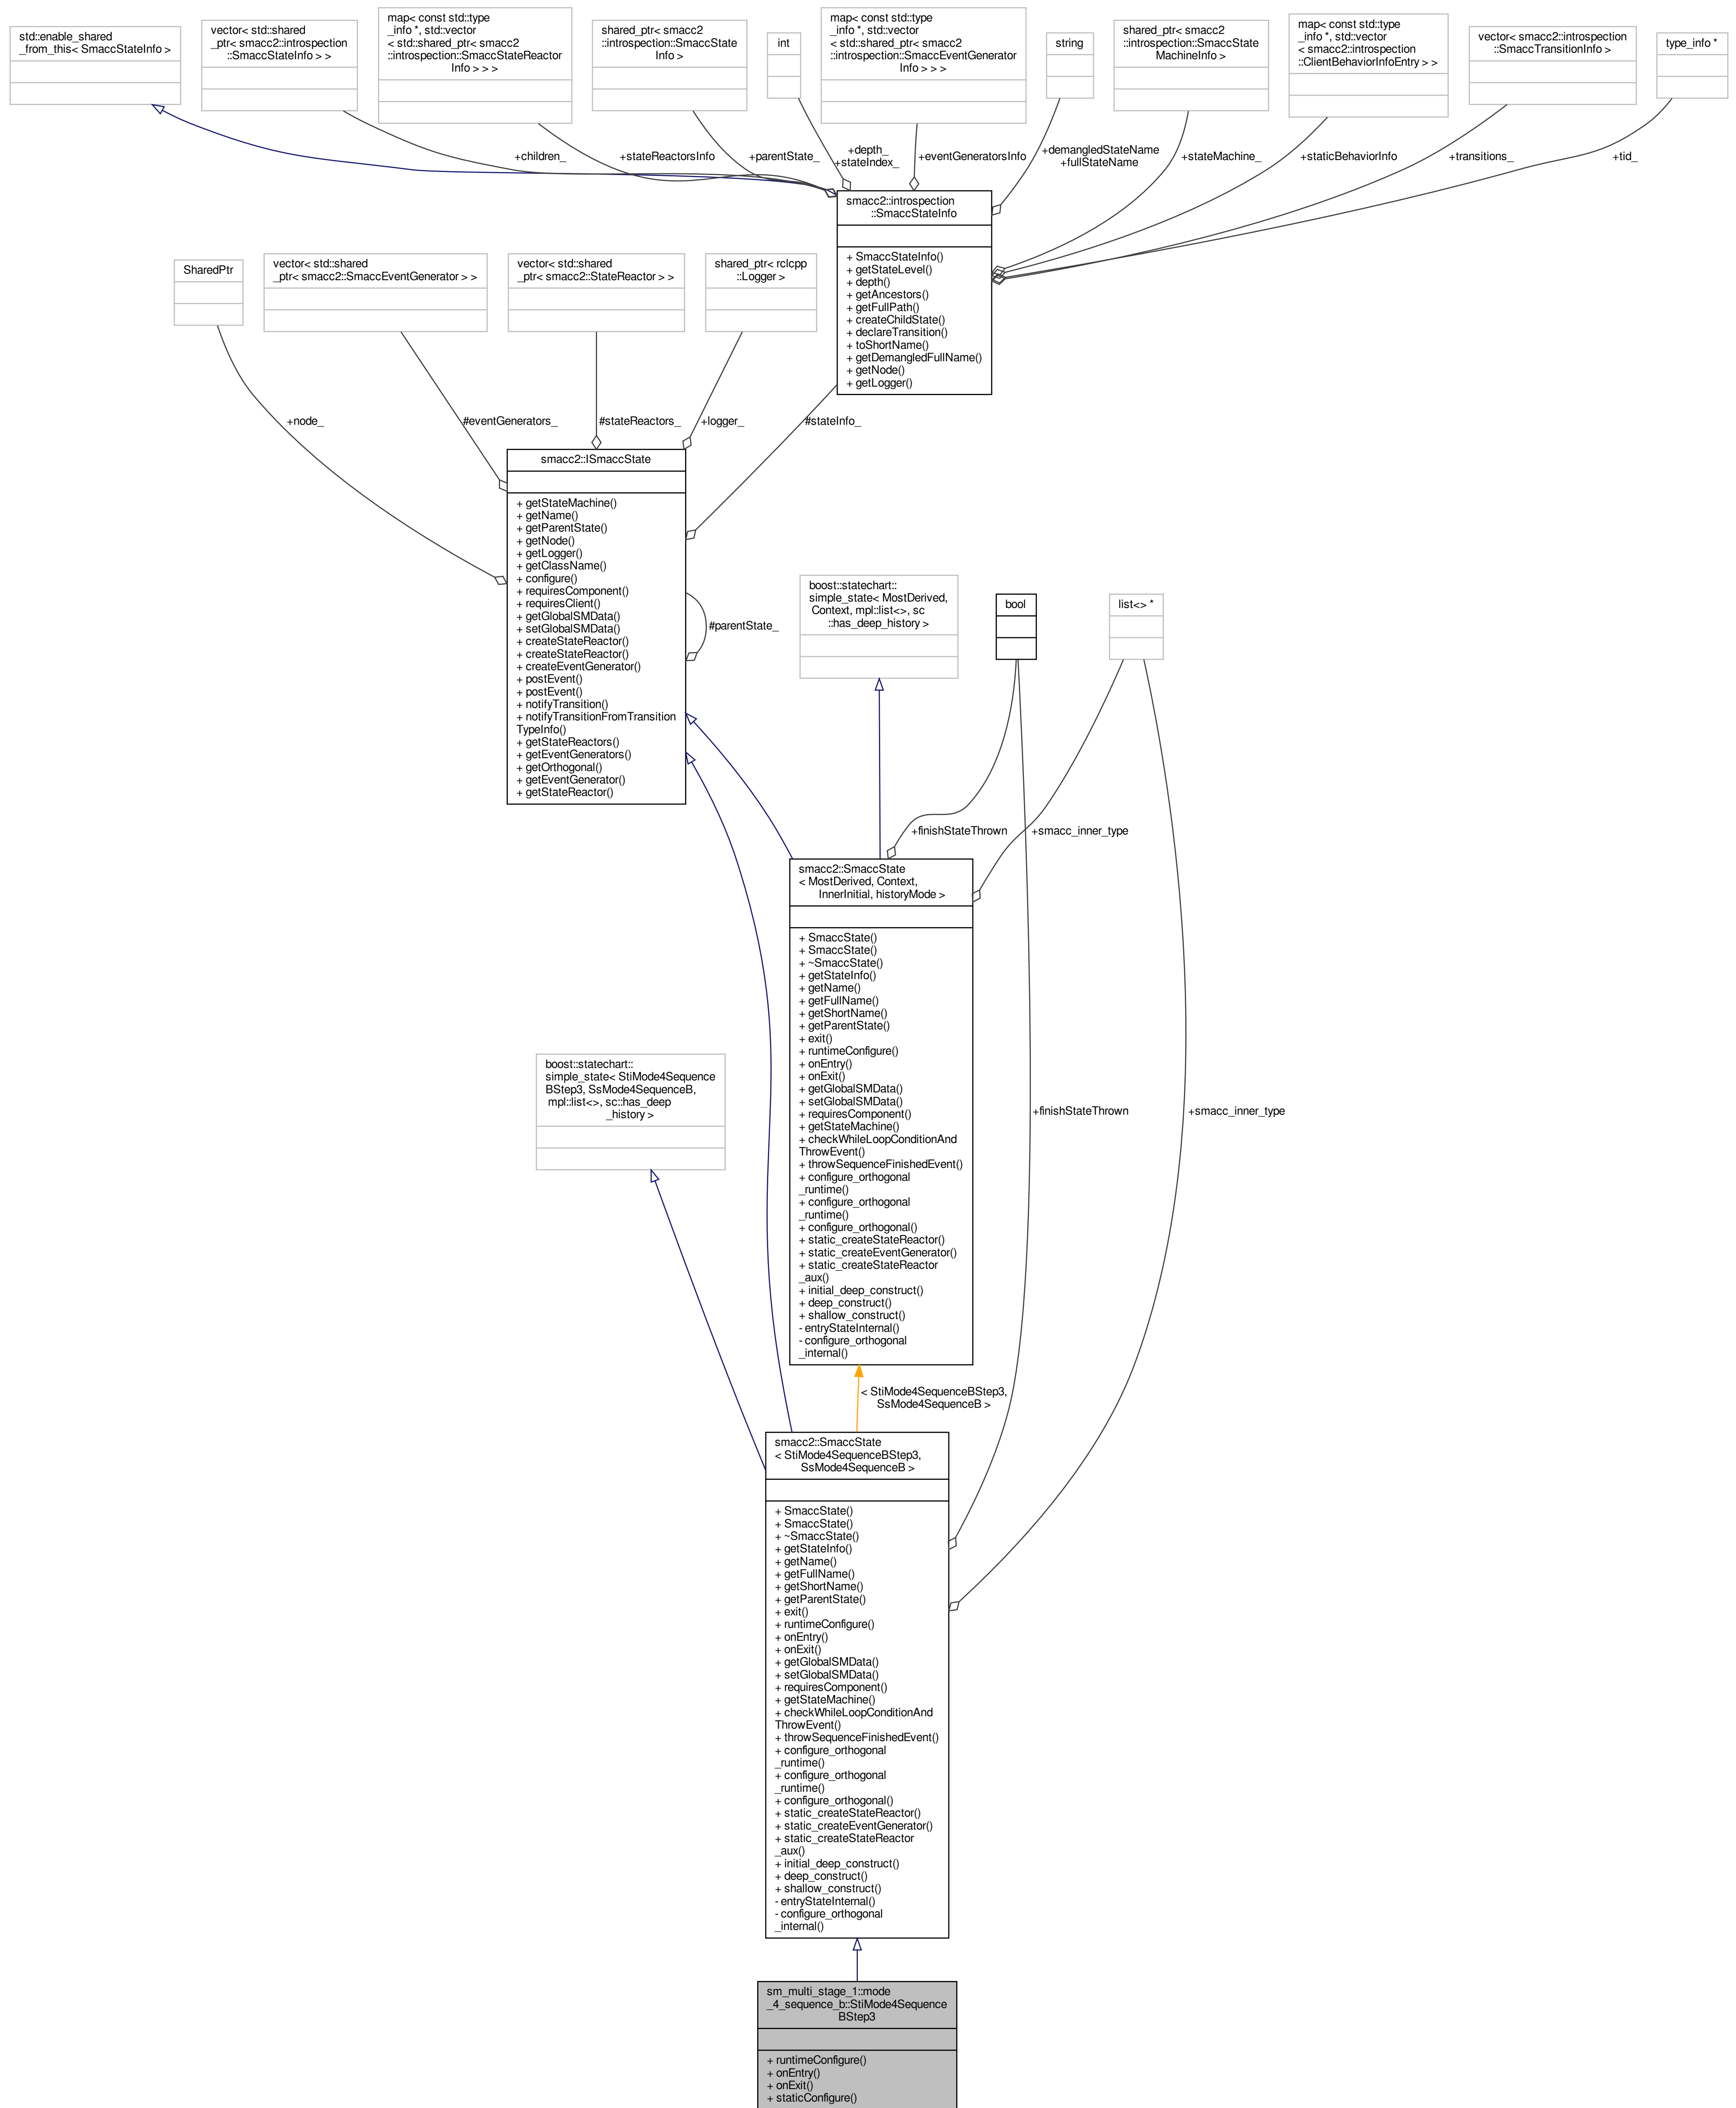 std::enable_shared
_from_this< SmaccStateInfo >
vector< std::shared
_ptr< smacc2::introspection
::SmaccStateInfo > >
map< const std::type
_info *, std::vector
< std::shared_ptr< smacc2
::introspection::SmaccStateReactor
Info > > >
shared_ptr< smacc2
::introspection::SmaccState
Info >
int
map< const std::type
_info *, std::vector
< std::shared_ptr< smacc2
::introspection::SmaccEventGenerator
Info > > >
string
shared_ptr< smacc2
::introspection::SmaccState
MachineInfo >
map< const std::type
_info *, std::vector
< smacc2::introspection
::ClientBehaviorInfoEntry > >
vector< smacc2::introspection
::SmaccTransitionInfo >
type_info *
+children_
+stateReactorsInfo
+parentState_
+depth_
+stateIndex_
+eventGeneratorsInfo
+demangledStateName
+fullStateName
+stateMachine_
+staticBehaviorInfo
+transitions_
+tid_
smacc2::introspection
::SmaccStateInfo
+ SmaccStateInfo()
+ getStateLevel()
+ depth()
+ getAncestors()
+ getFullPath()
+ createChildState()
+ declareTransition()
+ toShortName()
+ getDemangledFullName()
+ getNode()
+ getLogger()
SharedPtr
vector< std::shared
_ptr< smacc2::SmaccEventGenerator > >
vector< std::shared
_ptr< smacc2::StateReactor > >
shared_ptr< rclcpp
::Logger >
+node_
#eventGenerators_
#stateReactors_
+logger_
#stateInfo_
smacc2::ISmaccState
+ getStateMachine()
+ getName()
+ getParentState()
+ getNode()
+ getLogger()
+ getClassName()
+ configure()
+ requiresComponent()
+ requiresClient()
+ getGlobalSMData()
+ setGlobalSMData()
+ createStateReactor()
+ createStateReactor()
+ createEventGenerator()
+ postEvent()
+ postEvent()
+ notifyTransition()
+ notifyTransitionFromTransition
TypeInfo()
+ getStateReactors()
+ getEventGenerators()
+ getOrthogonal()
+ getEventGenerator()
+ getStateReactor()
#parentState_
boost::statechart::
simple_state< MostDerived,
Context, mpl::list<>, sc
::has_deep_history >
bool
list<> *
+finishStateThrown
+smacc_inner_type
smacc2::SmaccState
< MostDerived, Context,
InnerInitial, historyMode >
+ SmaccState()
+ SmaccState()
+ ~SmaccState()
+ getStateInfo()
+ getName()
+ getFullName()
+ getShortName()
+ getParentState()
+ exit()
+ runtimeConfigure()
+ onEntry()
+ onExit()
+ getGlobalSMData()
+ setGlobalSMData()
+ requiresComponent()
+ getStateMachine()
+ checkWhileLoopConditionAnd
ThrowEvent()
+ throwSequenceFinishedEvent()
+ configure_orthogonal
_runtime()
+ configure_orthogonal
_runtime()
+ configure_orthogonal()
+ static_createStateReactor()
+ static_createEventGenerator()
+ static_createStateReactor
_aux()
+ initial_deep_construct()
+ deep_construct()
+ shallow_construct()
- entryStateInternal()
- configure_orthogonal
_internal()
boost::statechart::
simple_state< StiMode4Sequence
BStep3, SsMode4SequenceB,
mpl::list<>, sc::has_deep
_history >
+finishStateThrown
+smacc_inner_type
< StiMode4SequenceBStep3,
SsMode4SequenceB >
smacc2::SmaccState
< StiMode4SequenceBStep3,
SsMode4SequenceB >
+ SmaccState()
+ SmaccState()
+ ~SmaccState()
+ getStateInfo()
+ getName()
+ getFullName()
+ getShortName()
+ getParentState()
+ exit()
+ runtimeConfigure()
+ onEntry()
+ onExit()
+ getGlobalSMData()
+ setGlobalSMData()
+ requiresComponent()
+ getStateMachine()
+ checkWhileLoopConditionAnd
ThrowEvent()
+ throwSequenceFinishedEvent()
+ configure_orthogonal
_runtime()
+ configure_orthogonal
_runtime()
+ configure_orthogonal()
+ static_createStateReactor()
+ static_createEventGenerator()
+ static_createStateReactor
_aux()
+ initial_deep_construct()
+ deep_construct()
+ shallow_construct()
- entryStateInternal()
- configure_orthogonal
_internal()
sm_multi_stage_1::mode
_4_sequence_b::StiMode4Sequence
BStep3
+ runtimeConfigure()
+ onEntry()
+ onExit()
+ staticConfigure()